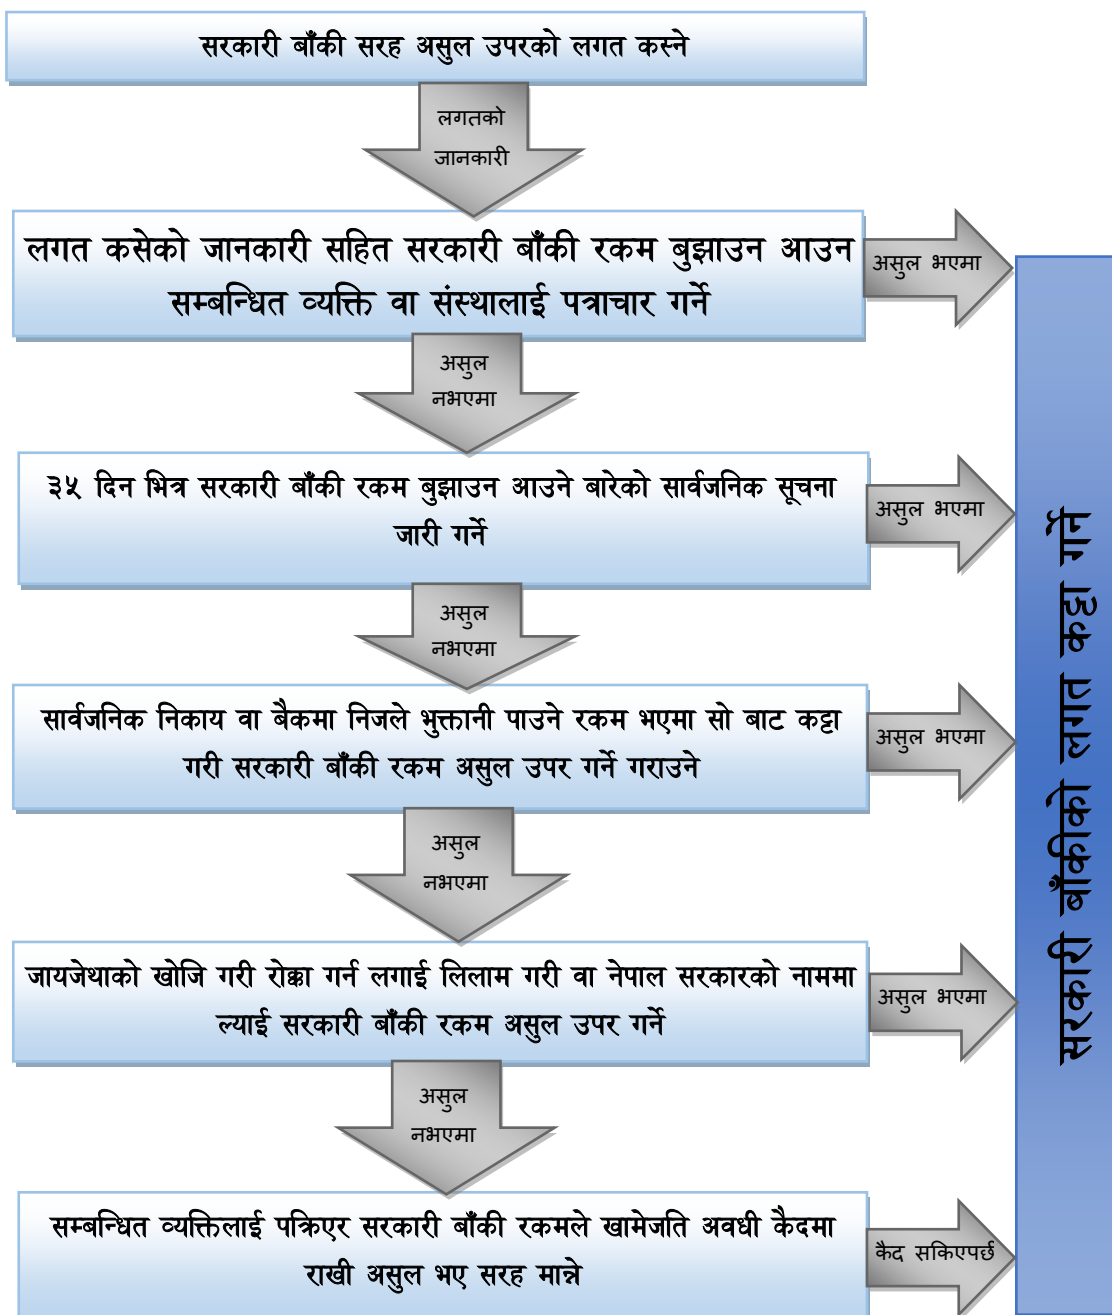 सरकारी बाँकी सरह असुल उपरको लगत कस्ने
लगतको
जानकारी
लगत कसेको जानकारी सहित सरकारी बाँकी रकम बुझाउन आउन
सम्बन्धित व्यक्ति वा संस्थालाई पत्राचार गर्ने
असुल भएमा
असुल
नभएमा
३५ दिन भित्र सरकारी बाँकी रकम बुझाउन आउने बारेको सार्वजनिक सूचना
जारी गर्ने
असुल भएमा
असुल
नभएमा
सार्वजनिक निकाय वा बैकमा निजले भुक्तानी पाउने रकम भएमा सो बाट कट्टा
गरी सरकारी बाँकी रकम असुल उपर गर्ने गराउने
असुल भएमा
असुल
नभएमा
जायजेथाको खोजि गरी रोक्का गर्न लगाई लिलाम गरी वा नेपाल सरकारको नाममा
ल्याई सरकारी बाँकी रकम असुल उपर गर्ने
असुल भएमा
असुल
नभएमा
सम्बन्धित व्यक्तिलाई पक्रिएर सरकारी बाँकी रकमले खामेजति अवधी कैदमा
राखी असुल भए सरह मान्ने
कैद सकिएपर्छ
सरकारी बाँकीको लगत कट्टा गर्ने